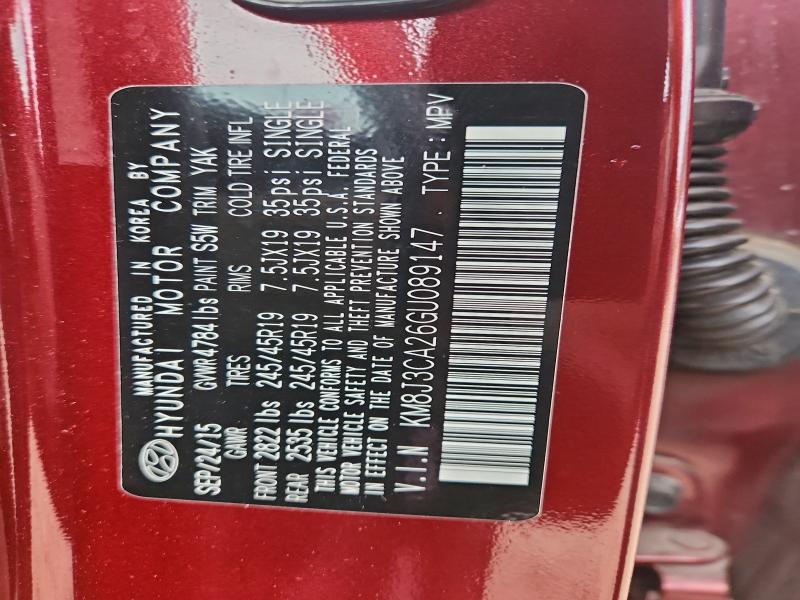 MANUFACTURED IN KOREA BY
HYUNDAI MOTOR COMPANY
SEP/24/15 GVWR 4784 lbs PAINT S5W TRIM YAK
GAWR TIRES RIMS COLD TIRE INFL
FRONT 2822 lbs 245/45R19 7.5JX19 35psi SINGLE
REAR 2535 lbs 245/45R19 7.5JX19 35psi SINGLE
THIS VEHICLE CONFORMS TO ALL APPLICABLE U.S.A. FEDERAL
MOTOR VEHICLE SAFETY AND THEFT PREVENTION STANDARDS
IN EFFECT ON THE DATE OF MANUFACTURE SHOWN ABOVE
V.I.N KM8J3CA26GU089147 TYPE : MPV